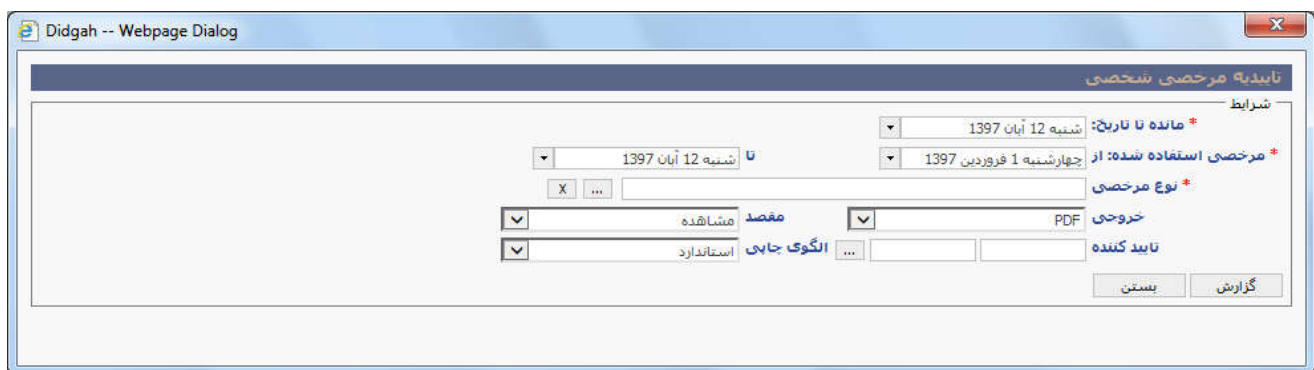 Didgah -- Webpage Dialog
تاییدیه مرخصی شخصی
شرایط
* مانده تا تاریخ: شنبه 12 آبان 1397
* مرخصی استفاده شده: از چهارشنبه 1 فروردین 1397 تا شنبه 12 آبان 1397
* نوع مرخصی ... X
خروجی PDF مقصد مشاهده
تایید کننده ... الگوی چاپی استاندارد
گزارش بستن